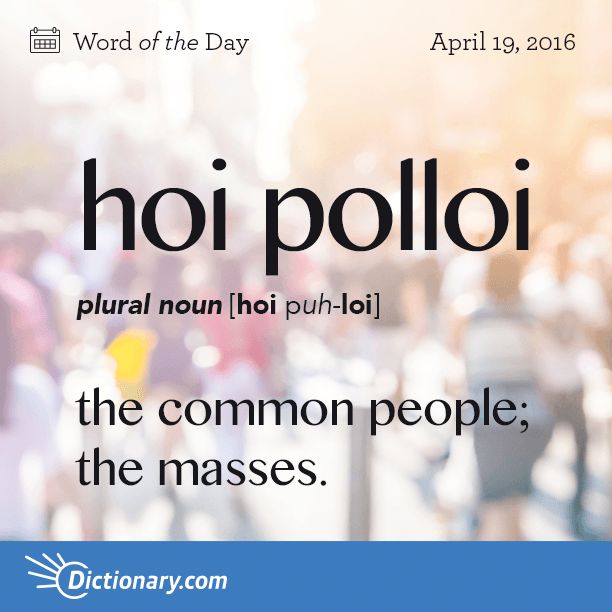 Word of the Day
April 19, 2016
hoi polloi
plural noun [hoi puh-loi]
the common people;
the masses.
Dictionary.com